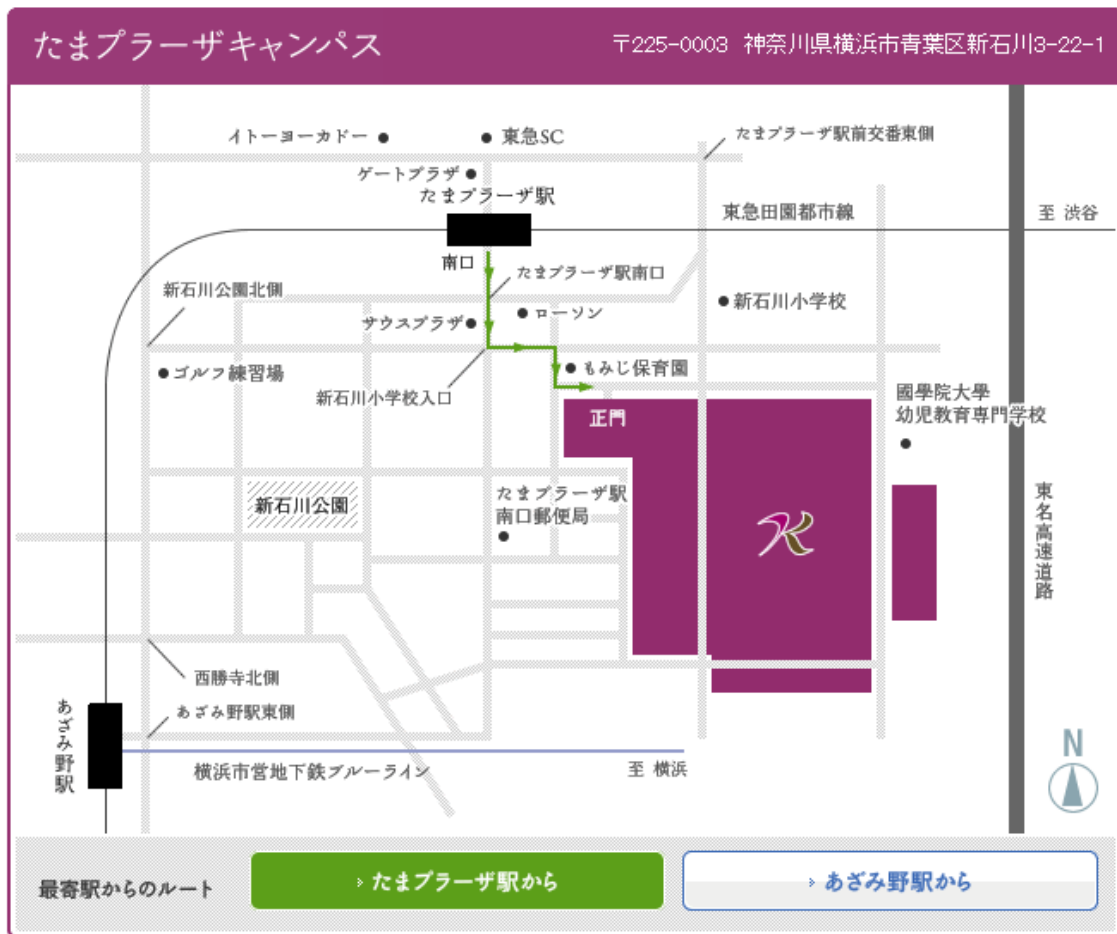 たまプラーザキャンパス
〒225-0003 神奈川県横浜市青葉区新石川3-22-1
イトーヨーカドー
東急SC
たまプラーザ駅前交番東側
ゲートプラザ
たまプラーザ駅
東急田園都市線
至 渋谷
南口
たまプラーザ駅南口
新石川公園北側
新石川小学校
ローソン
サウスプラザ
もみじ保育園
ゴルフ練習場
新石川小学校入口
國學院大學
幼児教育専門学校
正門
たまプラーザ駅
南口郵便局
新石川公園
東名高速道路
K
西勝寺北側
あざみ野駅東側
あざみ野駅
横浜市営地下鉄ブルーライン
至 横浜
N
最寄駅からのルート
たまプラーザ駅から
あざみ野駅から